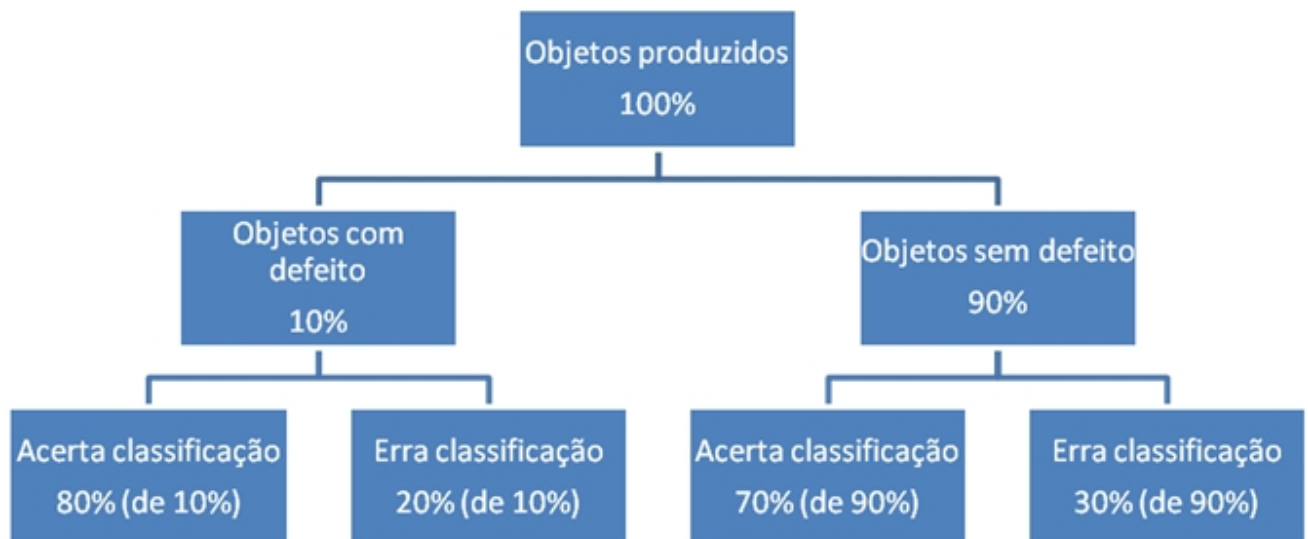 Objetos produzidos
100%
Objetos com
defeito
10%
Objetos sem defeito
90%
Acerta classificação
80% (de 10%)
Erra classificação
20% (de 10%)
Acerta classificação
70% (de 90%)
Erra classificação
30% (de 90%)